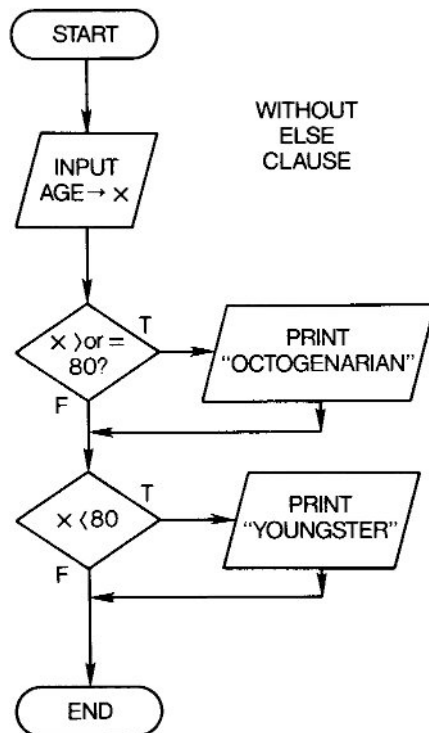 START
WITHOUT
ELSE
CLAUSE
INPUT
AGE → X
T
X >or =
80?
F
PRINT
"OCTOGENARIAN"
T
X <80
F
PRINT
"YOUNGSTER"
END